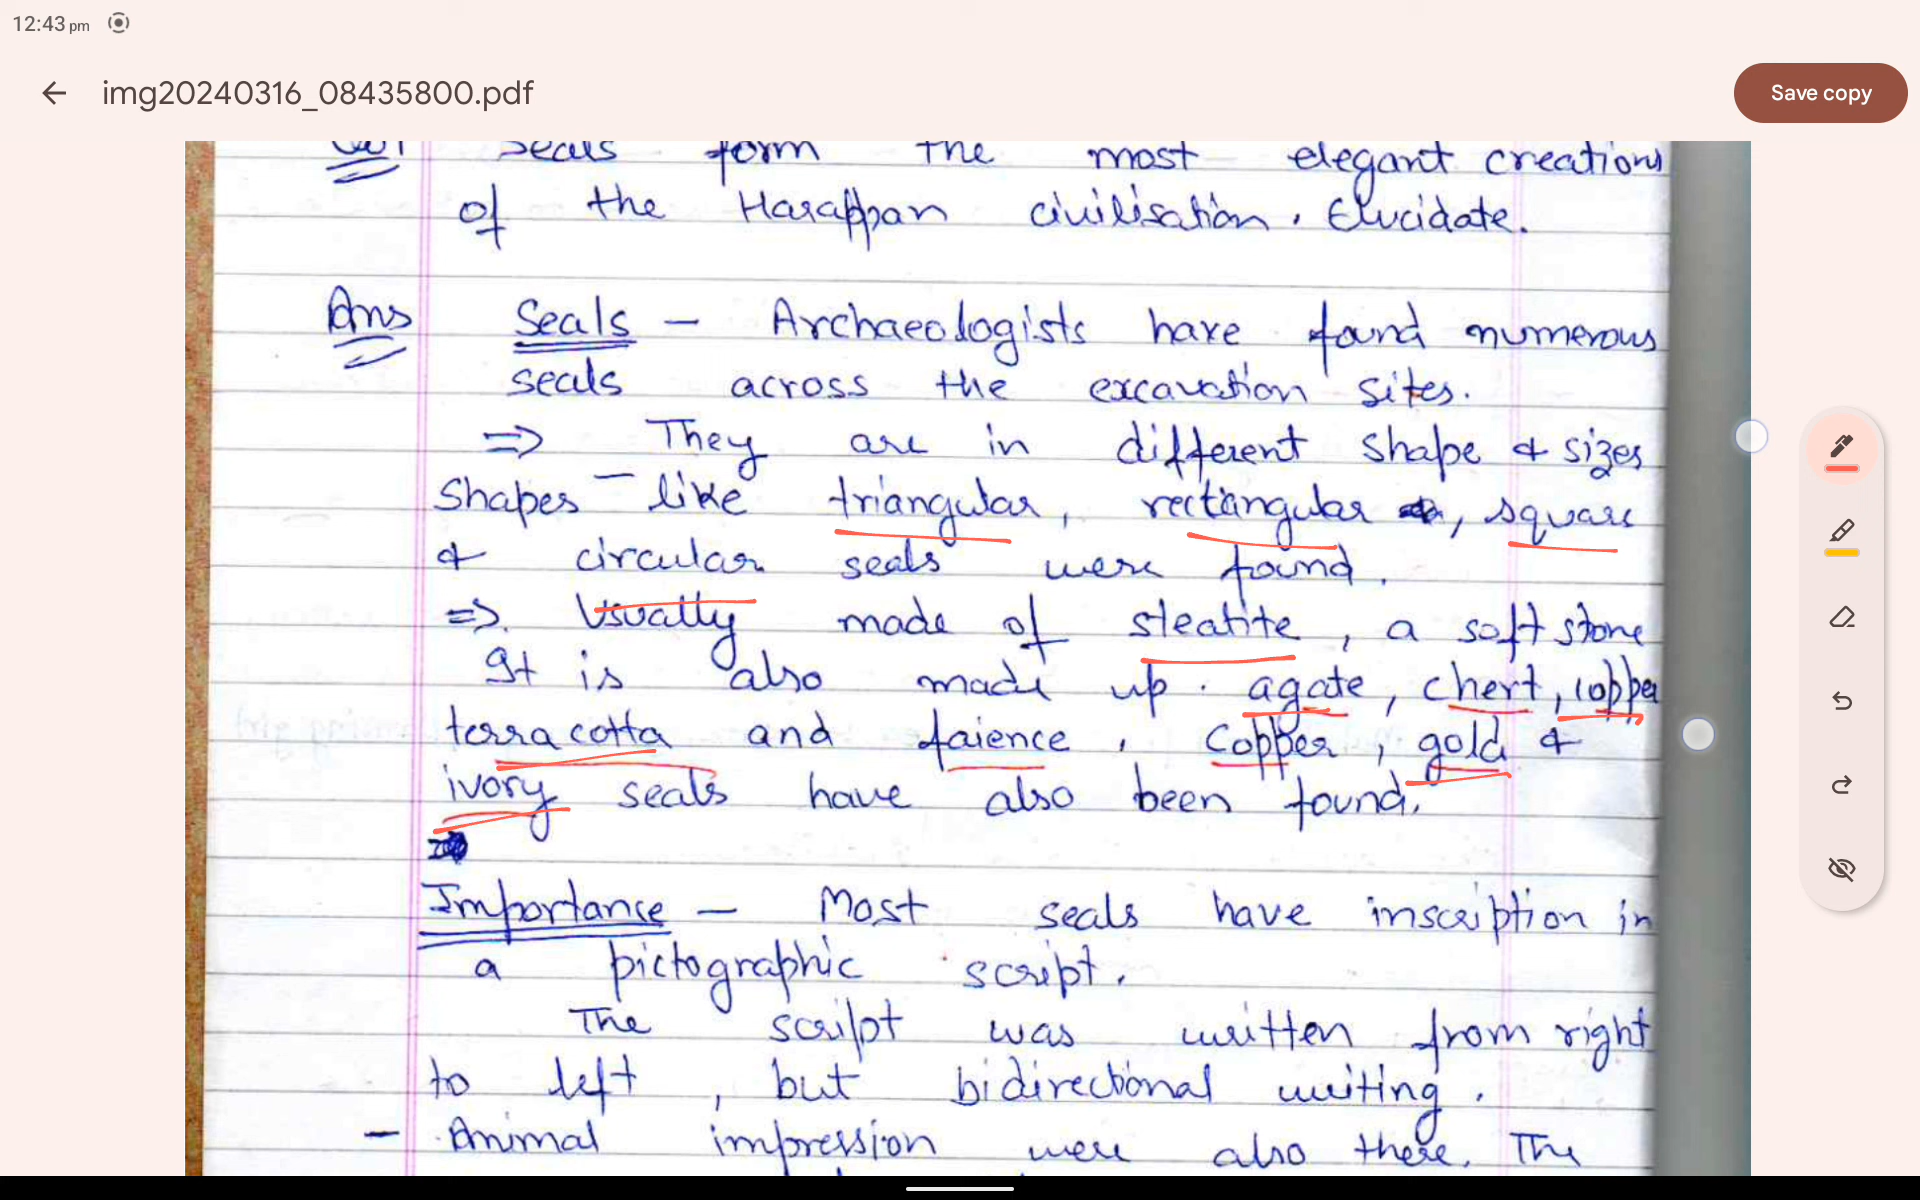 12:43 pm
img20240316_08435800.pdf
Save copy
Seals form the most elegant creations
of the Harappan civilisation. Elucidate.
Ans Seals - Archaeologists have found numerous
seals across the excavation sites.
=> They are in different shape & sizes
Shapes - like triangular, rectangular, square
& circular seals were found.
=> Usually made of steatite, a soft stone
It is also made up. agate, chert, copper
terracotta and faience, Copper, gold &
ivory seals have also been found.
Importance - Most seals have inscription in
a pictographic script.
The script was written from right
to left, but bidirectional writing.
- Animal impression were also there. The